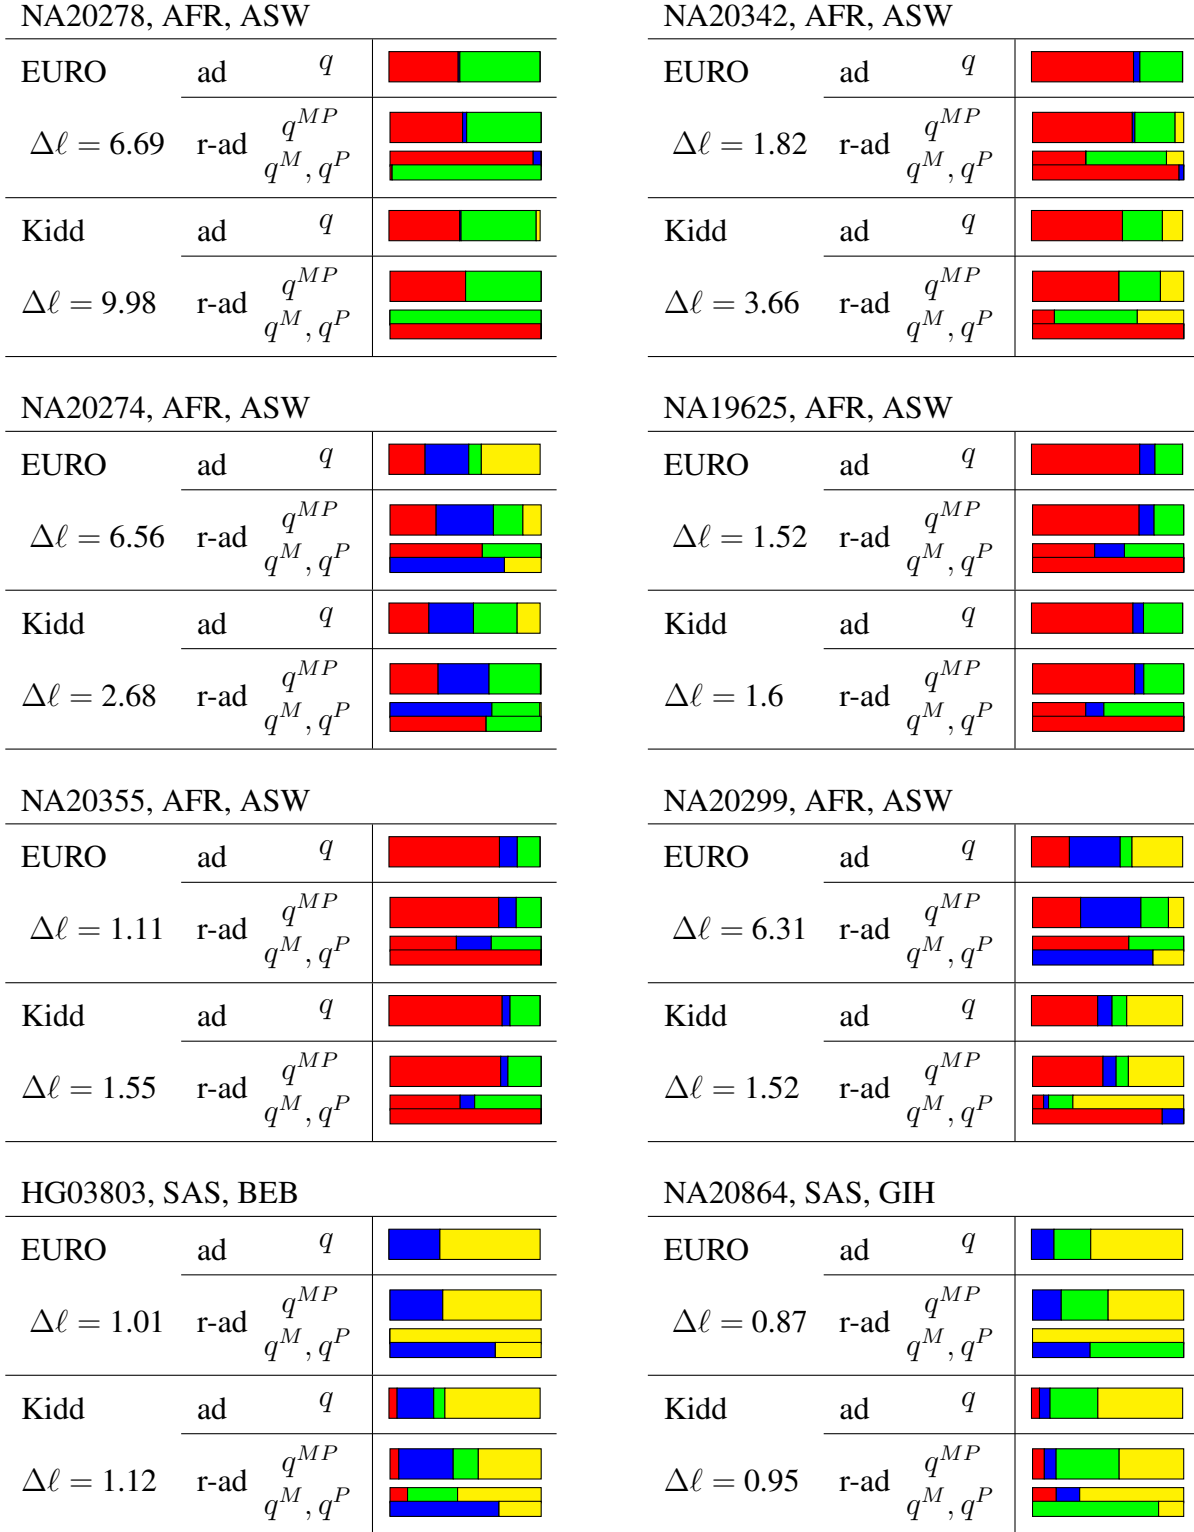 NA20278, AFR, ASW
EURO ad q
Δℓ = 6.69 r-ad q^{MP}
q^M, q^P
Kidd ad q
Δℓ = 9.98 r-ad q^{MP}
q^M, q^P
NA20342, AFR, ASW
EURO ad q
Δℓ = 1.82 r-ad q^{MP}
q^M, q^P
Kidd ad q
Δℓ = 3.66 r-ad q^{MP}
q^M, q^P
NA20274, AFR, ASW
EURO ad q
Δℓ = 6.56 r-ad q^{MP}
q^M, q^P
Kidd ad q
Δℓ = 2.68 r-ad q^{MP}
q^M, q^P
NA19625, AFR, ASW
EURO ad q
Δℓ = 1.52 r-ad q^{MP}
q^M, q^P
Kidd ad q
Δℓ = 1.6 r-ad q^{MP}
q^M, q^P
NA20355, AFR, ASW
EURO ad q
Δℓ = 1.11 r-ad q^{MP}
q^M, q^P
Kidd ad q
Δℓ = 1.55 r-ad q^{MP}
q^M, q^P
NA20299, AFR, ASW
EURO ad q
Δℓ = 6.31 r-ad q^{MP}
q^M, q^P
Kidd ad q
Δℓ = 1.52 r-ad q^{MP}
q^M, q^P
HG03803, SAS, BEB
EURO ad q
Δℓ = 1.01 r-ad q^{MP}
q^M, q^P
Kidd ad q
Δℓ = 1.12 r-ad q^{MP}
q^M, q^P
NA20864, SAS, GIH
EURO ad q
Δℓ = 0.87 r-ad q^{MP}
q^M, q^P
Kidd ad q
Δℓ = 0.95 r-ad q^{MP}
q^M, q^P